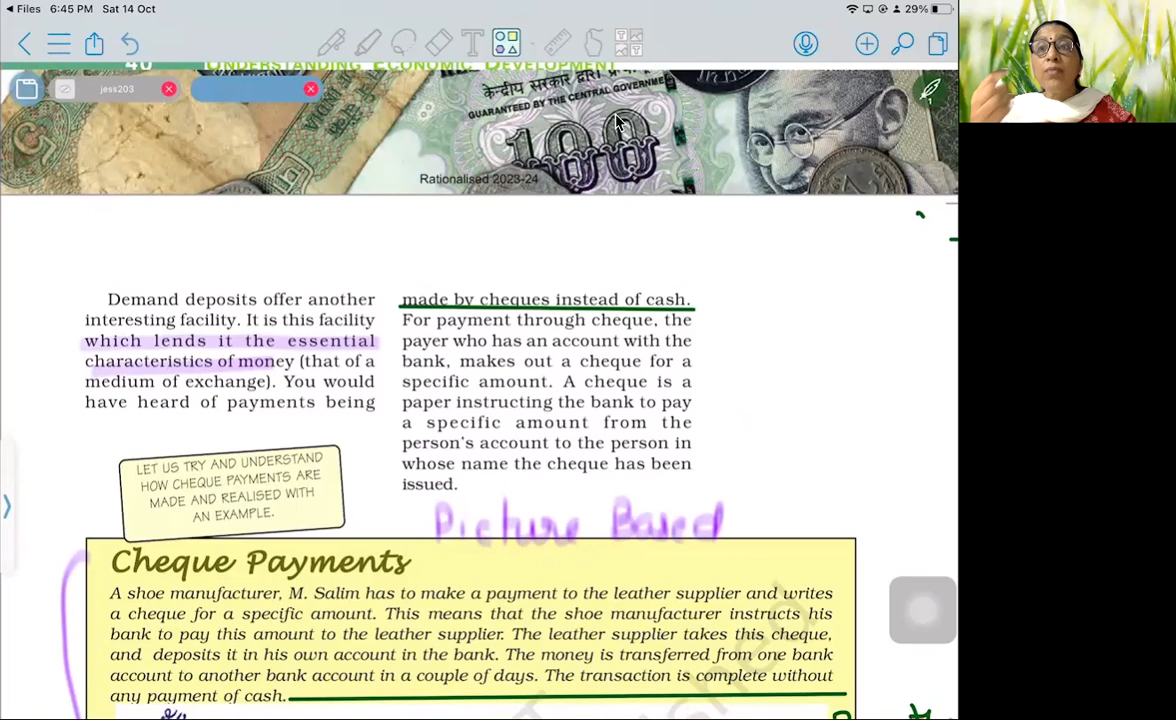 Files 6:45 PM Sat 14 Oct 29%
UNDERSTANDING ECONOMIC DEVELOPMENT
jess203
केन्द्रीय सरकार द्वारा
GUARANTEED BY THE CENTRAL GOVERNME
100
Rationalised 2023-24
Demand deposits offer another
interesting facility. It is this facility
which lends it the essential
characteristics of money (that of a
medium of exchange). You would
have heard of payments being
made by cheques instead of cash.
For payment through cheque, the
payer who has an account with the
bank, makes out a cheque for a
specific amount. A cheque is a
paper instructing the bank to pay
a specific amount from the
person's account to the person in
whose name the cheque has been
issued.
LET US TRY AND UNDERSTAND
HOW CHEQUE PAYMENTS ARE
MADE AND REALISED WITH
AN EXAMPLE.
Picture Based
Cheque Payments
A shoe manufacturer, M. Salim has to make a payment to the leather supplier and writes
a cheque for a specific amount. This means that the shoe manufacturer instructs his
bank to pay this amount to the leather supplier. The leather supplier takes this cheque,
and deposits it in his own account in the bank. The money is transferred from one bank
account to another bank account in a couple of days. The transaction is complete without
any payment of cash.